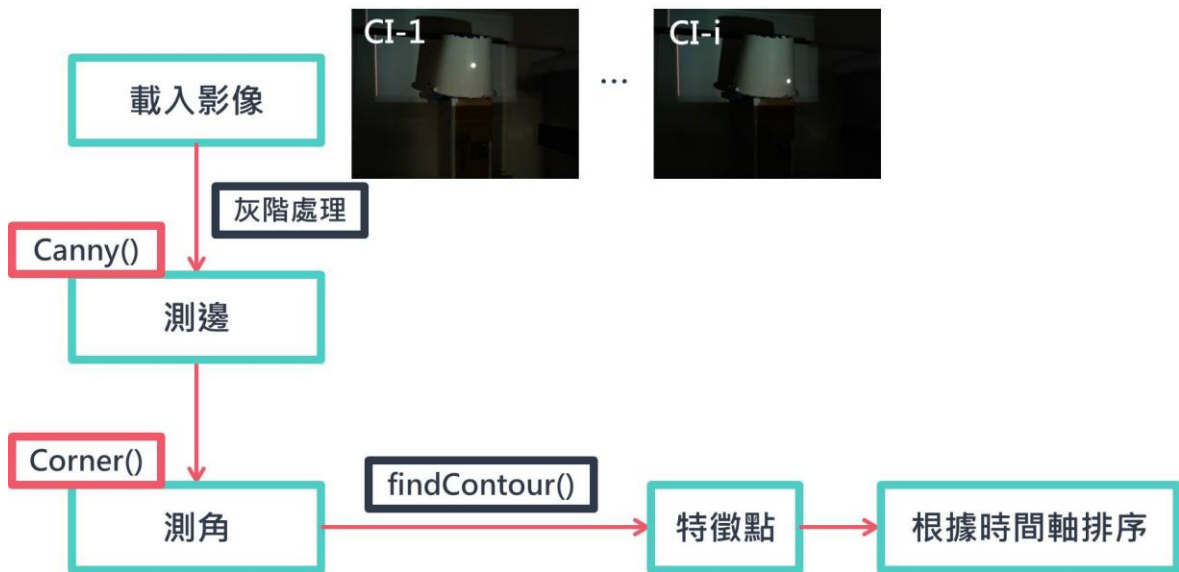 CI-1
…
CI-i
載入影像
灰階處理
Canny()
測邊
Corner()
測角
findContour()
特徵點
根據時間軸排序